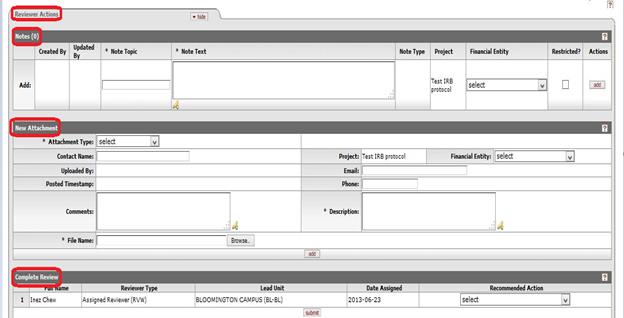 Reviewer Actions
hide
Notes (0)
?
Created By Updated By * Note Topic * Note Text Note Type Project Financial Entity Restricted? Actions
Add: Test IRB protocol select add
New Attachment
?
* Attachment Type: select
Contact Name: Project: Test IRB protocol Financial Entity: select
Uploaded By: Email:
Posted Timestamp: Phone:
Comments: * Description:
* File Name: Browse..
add
Complete Review
?
Full Name Reviewer Type Lead Unit Date Assigned Recommended Action
1 Inez Chew Assigned Reviewer (RVW) BLOOMINGTON CAMPUS (BL-BL) 2013-06-23 select
submit